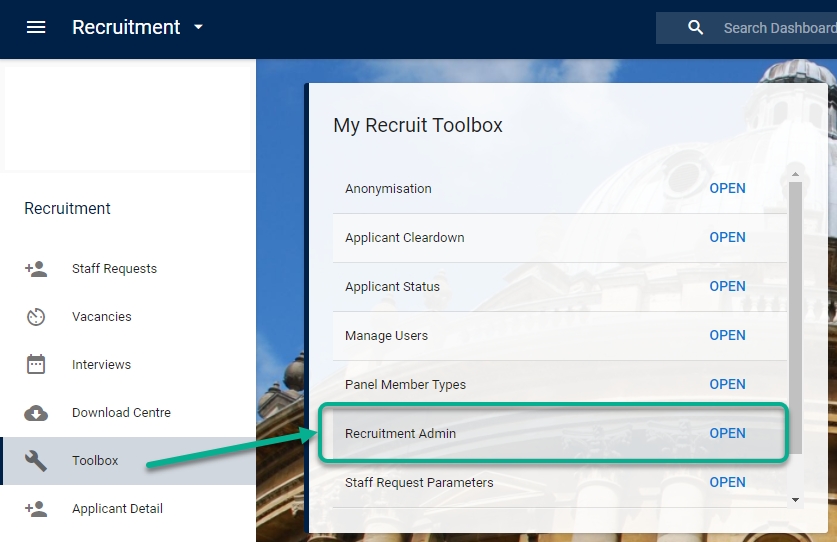 Recruitment
Search Dashboard
Recruitment
Staff Requests
Vacancies
Interviews
Download Centre
Toolbox
Applicant Detail
My Recruit Toolbox
Anonymisation OPEN
Applicant Cleardown OPEN
Applicant Status OPEN
Manage Users OPEN
Panel Member Types OPEN
Recruitment Admin OPEN
Staff Request Parameters OPEN